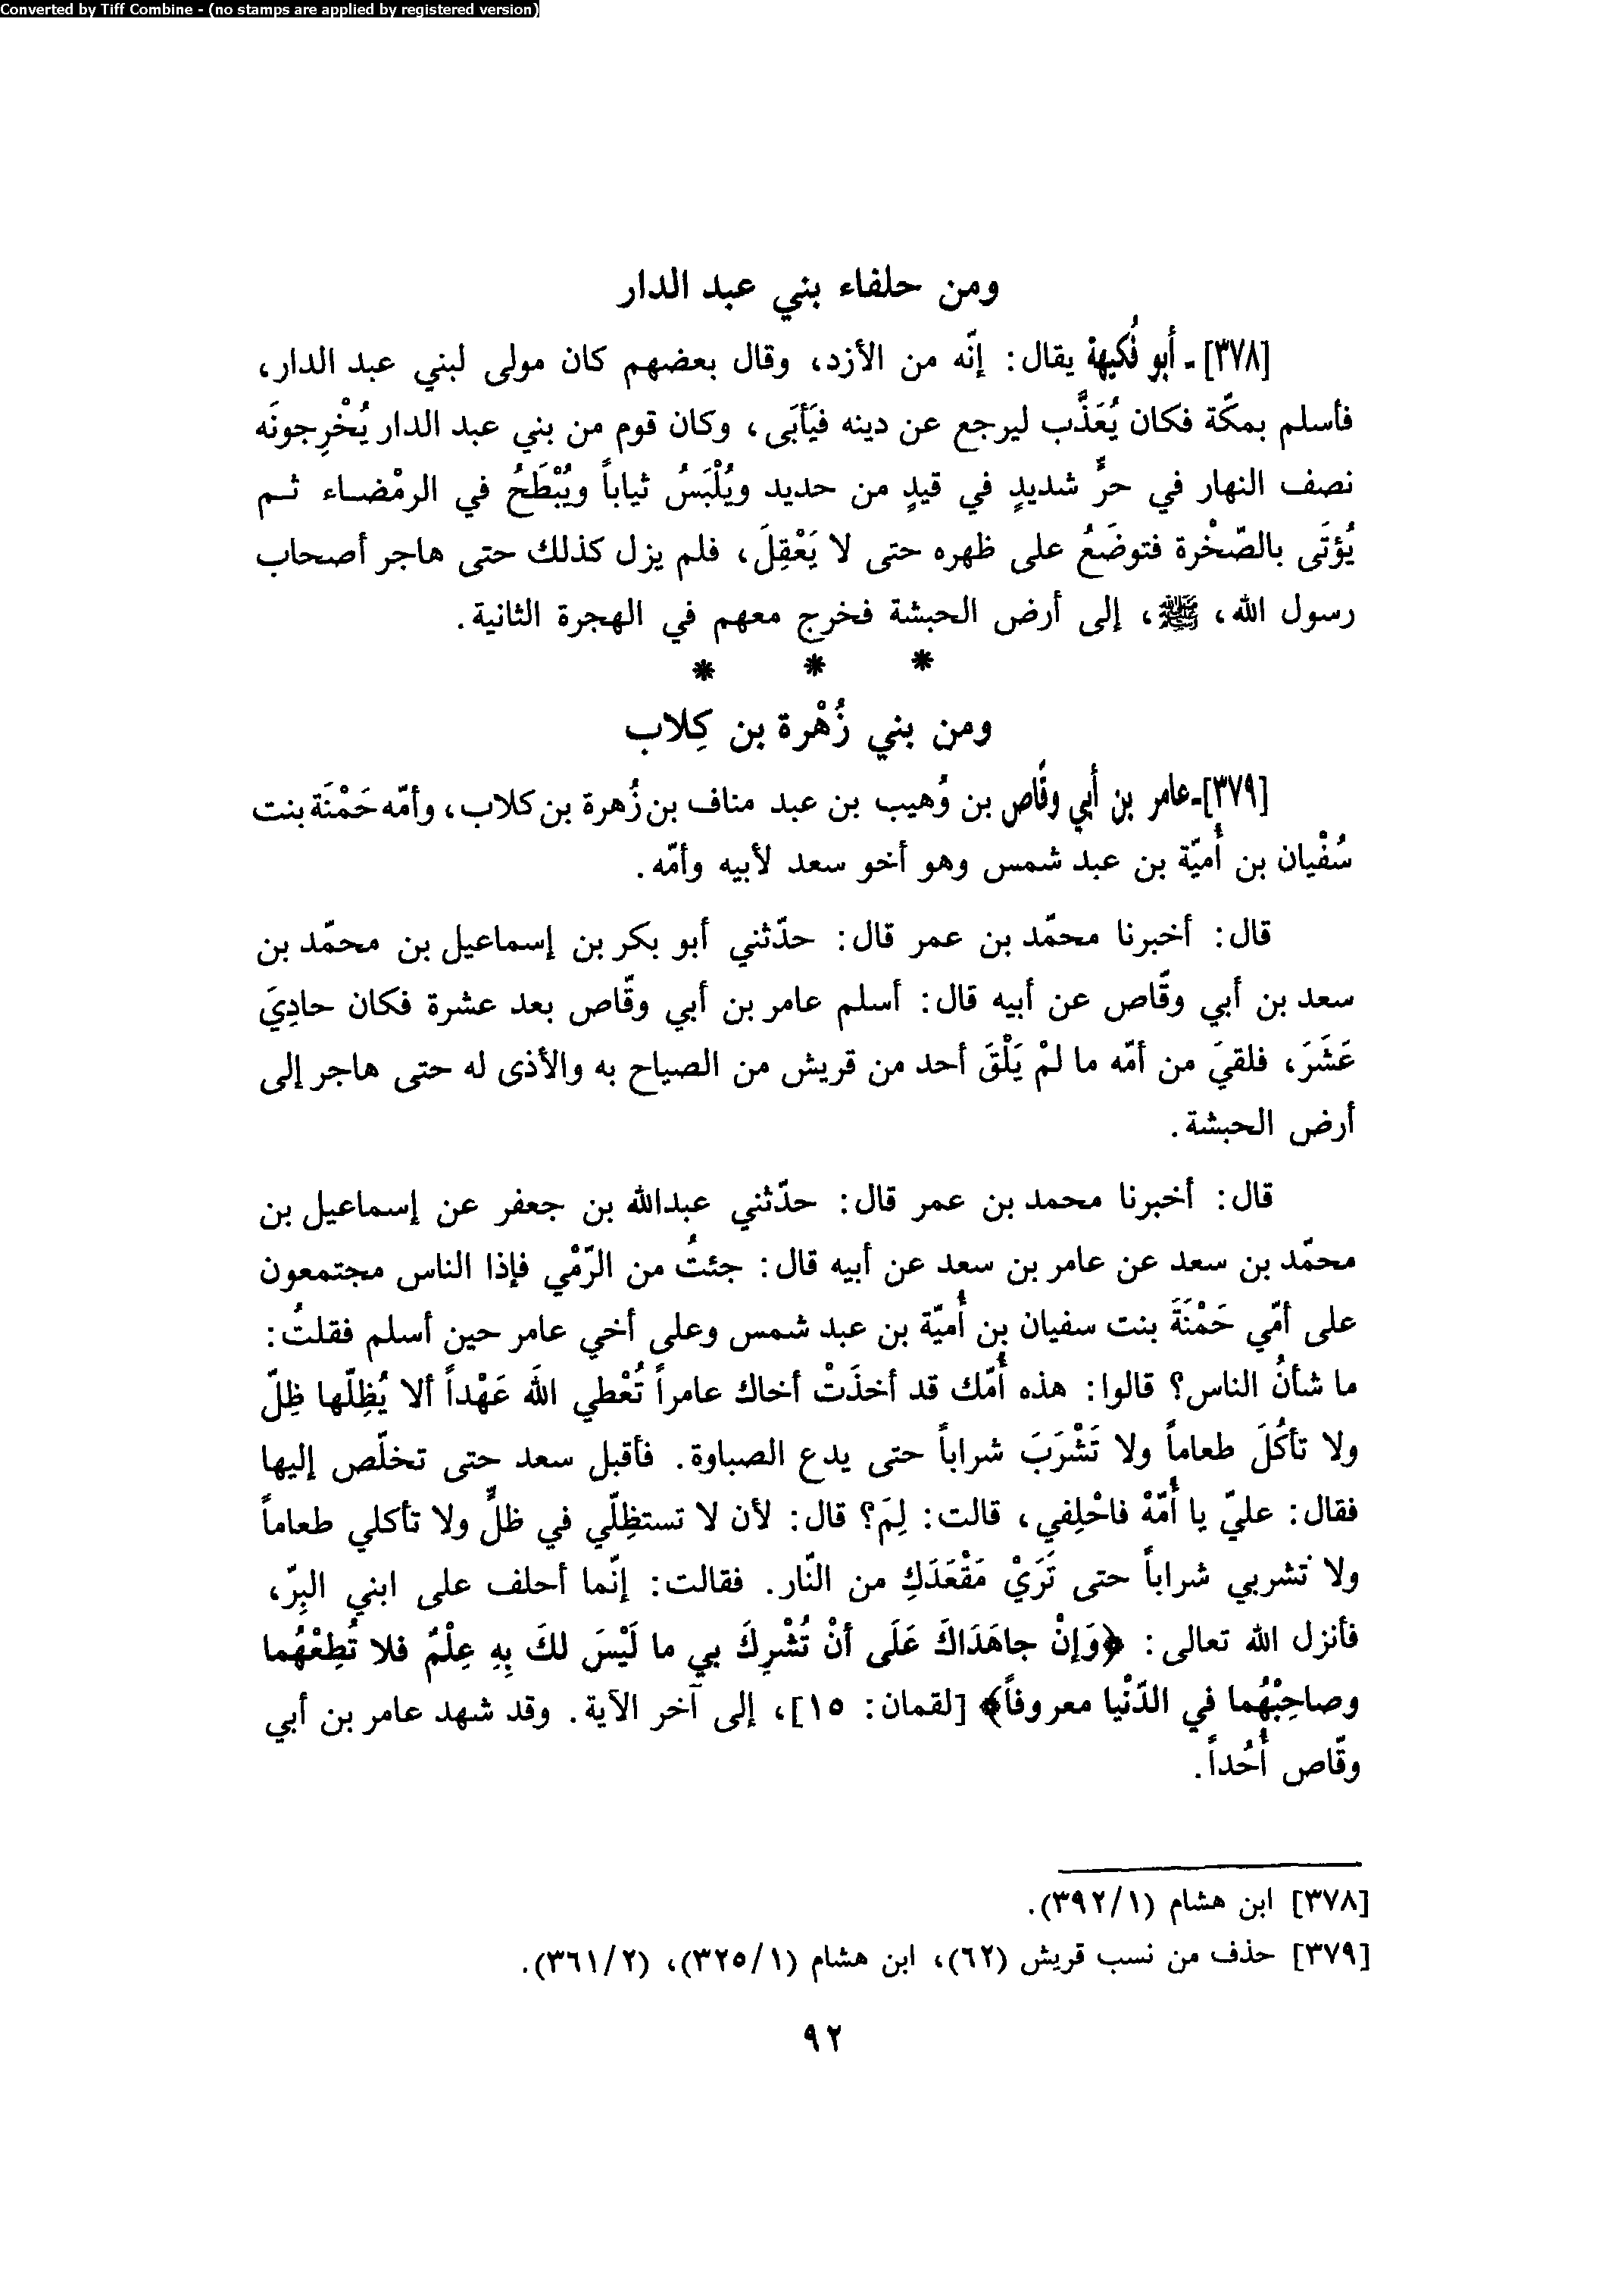 Converted by Tiff Combine - (no stamps are applied by registered version)
ومن حلفاء بني عبد الدار
[٣٧٨] - أبو فُكيهة يقال: إنّه من الأزد، وقال بعضهم كان مولى لبني عبد الدار،
فأسلم بمكّة فكان يُعَذَّب ليرجع عن دينه فيَأبَى، وكان قوم من بني عبد الدار يُخْرِجونَه
نصف النهار في حرٍّ شديدٍ في قيدٍ من حديد ويُلْبَسُ ثياباً ويُبْطَحُ في الرمْضاء ثم
يُؤتَى بالصّخْرة فتوضَعُ على ظهره حتى لا يَعْقِلَ، فلم يزل كذلك حتى هاجر أصحاب
رسول الله، ﷺ، إلى أرض الحبشة فخرج معهم في الهجرة الثانية.
* * *
ومن بني زُهْرة بن كِلاب
[٣٧٩]-عامر بن أبي وقّاص بن وُهيب بن عبد مناف بن زُهرة بن كلاب، وأمّه حَمْنَة بنت
سُفْيان بن أُميّة بن عبد شمس وهو أخو سعد لأبيه وأمّه.
قال: أخبرنا محمّد بن عمر قال: حدّثني أبو بكر بن إسماعيل بن محمّد بن
سعد بن أبي وقّاص عن أبيه قال: أسلم عامر بن أبي وقّاص بعد عشرة فكان حادِيَ
عَشَرَ، فلقيَ من أمّه ما لمْ يَلْقَ أحد من قريش من الصياح به والأذى له حتى هاجر إلى
أرض الحبشة.
قال: أخبرنا محمد بن عمر قال: حدّثني عبدالله بن جعفر عن إسماعيل بن
محمّد بن سعد عن عامر بن سعد عن أبيه قال: جئتُ من الرّمْي فإذا الناس مجتمعون
على أمّي حَمْنَةَ بنت سفيان بن أُميّة بن عبد شمس وعلى أخي عامر حين أسلم فقلتُ:
ما شأنُ الناس؟ قالوا: هذه أُمّك قد أخذَتْ أخاك عامراً تُعْطي اللهَ عَهْداً ألا يُظِلّها ظِلّ
ولا تأكُلَ طعاماً ولا تَشْرَبَ شراباً حتى يدع الصباوة. فأقبل سعد حتى تخلّص إليها
فقال: عليّ يا أُمّهْ فاحْلِفي، قالت: لِمَ؟ قال: لأن لا تستظِلّي في ظلٍّ ولا تأكلي طعاماً
ولا تشربي شراباً حتى تَرَيْ مَقْعَدَكِ من النّار. فقالت: إنّما أحلف على ابني البِرّ،
فأنزل الله تعالى: ﴿وَإنْ جاهَدَاكَ عَلَى أنْ تُشْرِكَ بي ما لَيْسَ لكَ بِهِ عِلْمٌ فلا تُطِعْهُما
وصاحِبْهُما في الدّنْيا معروفاً﴾ [لقمان: ١٥]، إلى آخر الآية. وقد شهد عامر بن أبي
وقّاص أُحُداً.
[٣٧٨] ابن هشام (٣٩٢/١).
[٣٧٩] حذف من نسب قريش (٦٢)، ابن هشام (٣٢٥/١)، (٣٦١/٢).
٩٢